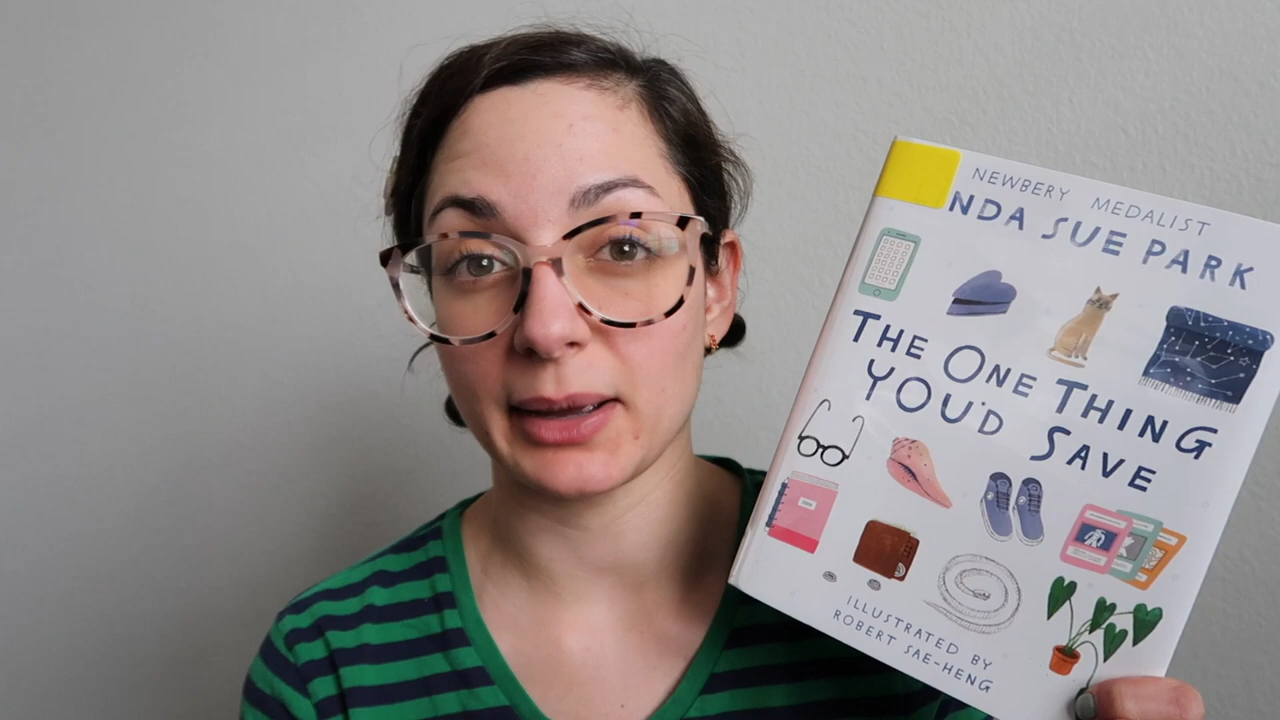 NEWBERY MEDALIST
NDA SUE PARK
THE ONE THING
YOU'D SAVE
ILLUSTRATED BY
ROBERT SAE-HENG